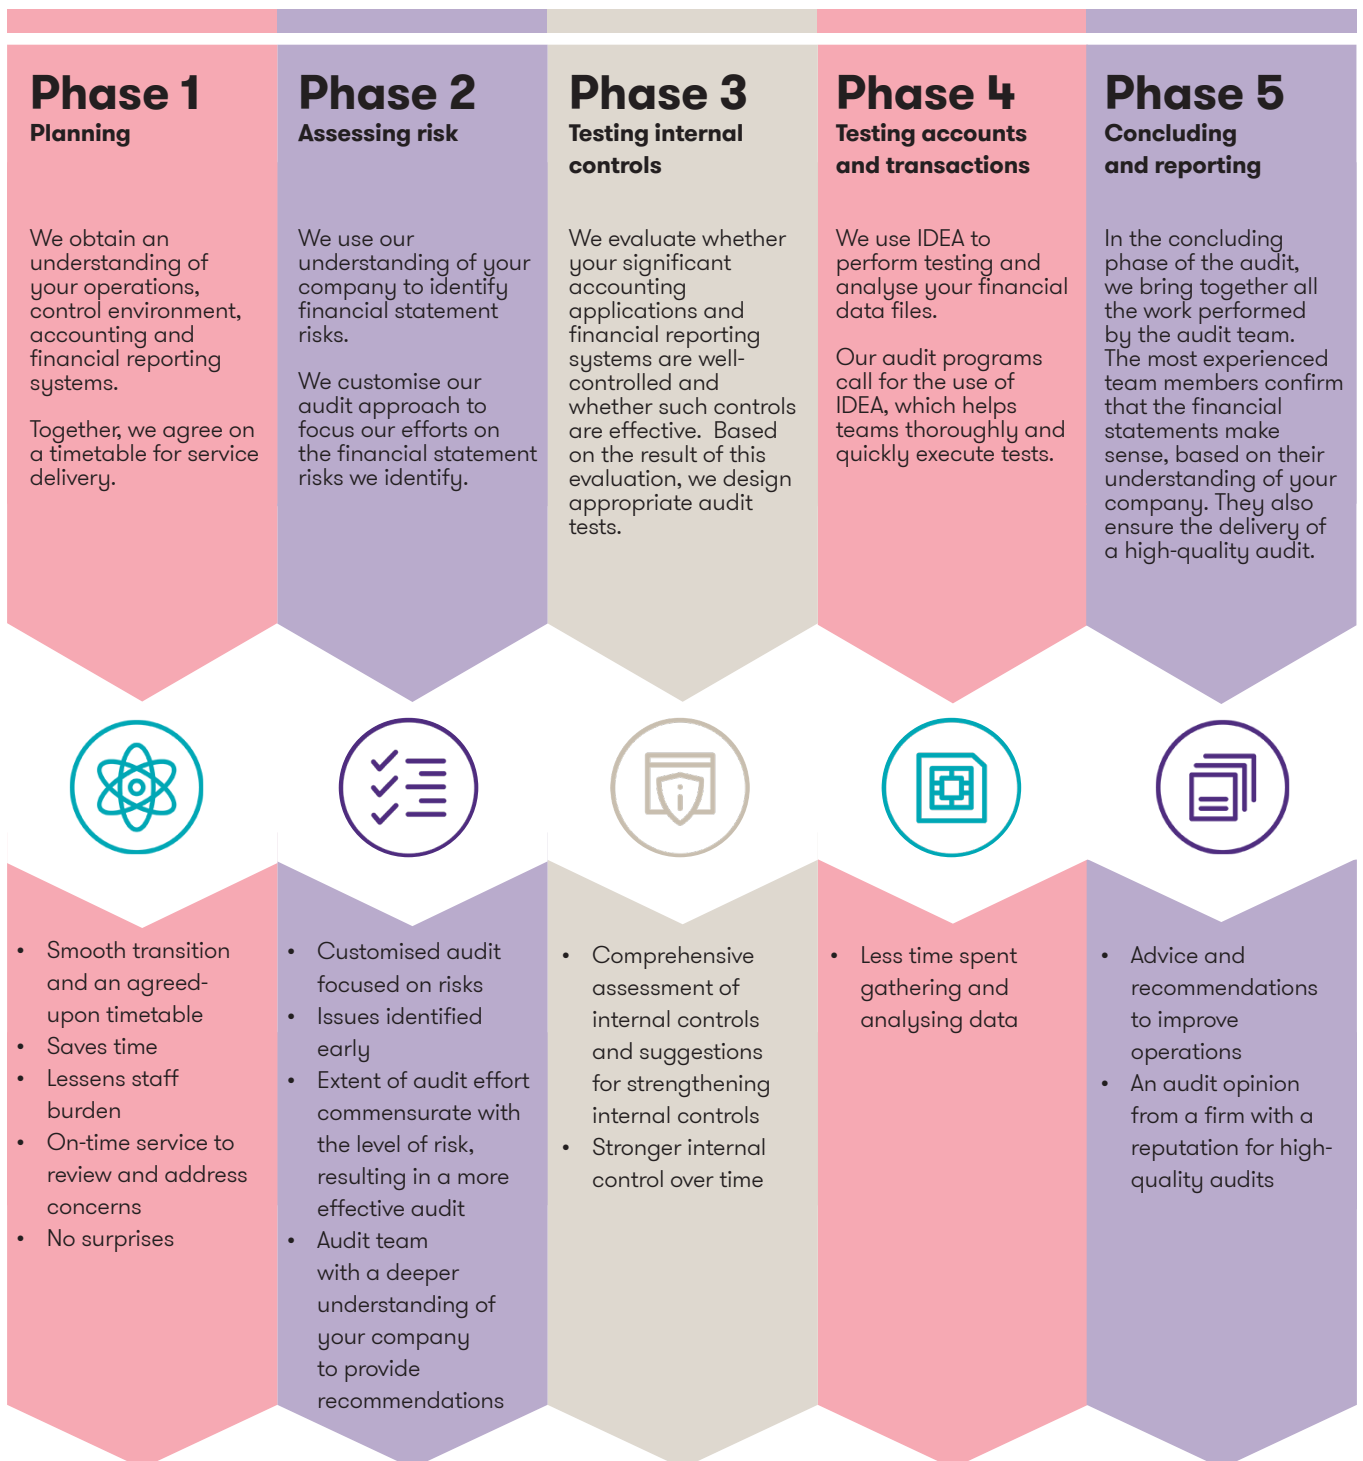 Phase 1
Planning
We obtain an
understanding of
your operations,
control environment,
accounting and
financial reporting
systems.
Together, we agree on
a timetable for service
delivery.
Phase 2
Assessing risk
We use our
understanding of your
company to identify
financial statement
risks.
We customise our
audit approach to
focus our efforts on
the financial statement
risks we identify.
Phase 3
Testing internal
controls
We evaluate whether
your significant
accounting
applications and
financial reporting
systems are well-
controlled and
whether such controls
are effective.  Based
on the result of this
evaluation, we design
appropriate audit
tests.
Phase 4
Testing accounts
and transactions
We use IDEA to
perform testing and
analyse your financial
data files.
Our audit programs
call for the use of
IDEA, which helps
teams thoroughly and
quickly execute tests.
Phase 5
Concluding
and reporting
In the concluding
phase of the audit,
we bring together all
the work performed
by the audit team.
The most experienced
team members confirm
that the financial
statements make
sense, based on their
understanding of your
company. They also
ensure the delivery of
a high-quality audit.
• Smooth transition
and an agreed-
upon timetable
• Saves time
• Lessens staff
burden
• On-time service to
review and address
concerns
• No surprises
• Customised audit
focused on risks
• Issues identified
early
• Extent of audit effort
commensurate with
the level of risk,
resulting in a more
effective audit
• Audit team
with a deeper
understanding of
your company
to provide
recommendations
• Comprehensive
assessment of
internal controls
and suggestions
for strengthening
internal controls
• Stronger internal
control over time
• Less time spent
gathering and
analysing data
• Advice and
recommendations
to improve
operations
• An audit opinion
from a firm with a
reputation for high-
quality audits